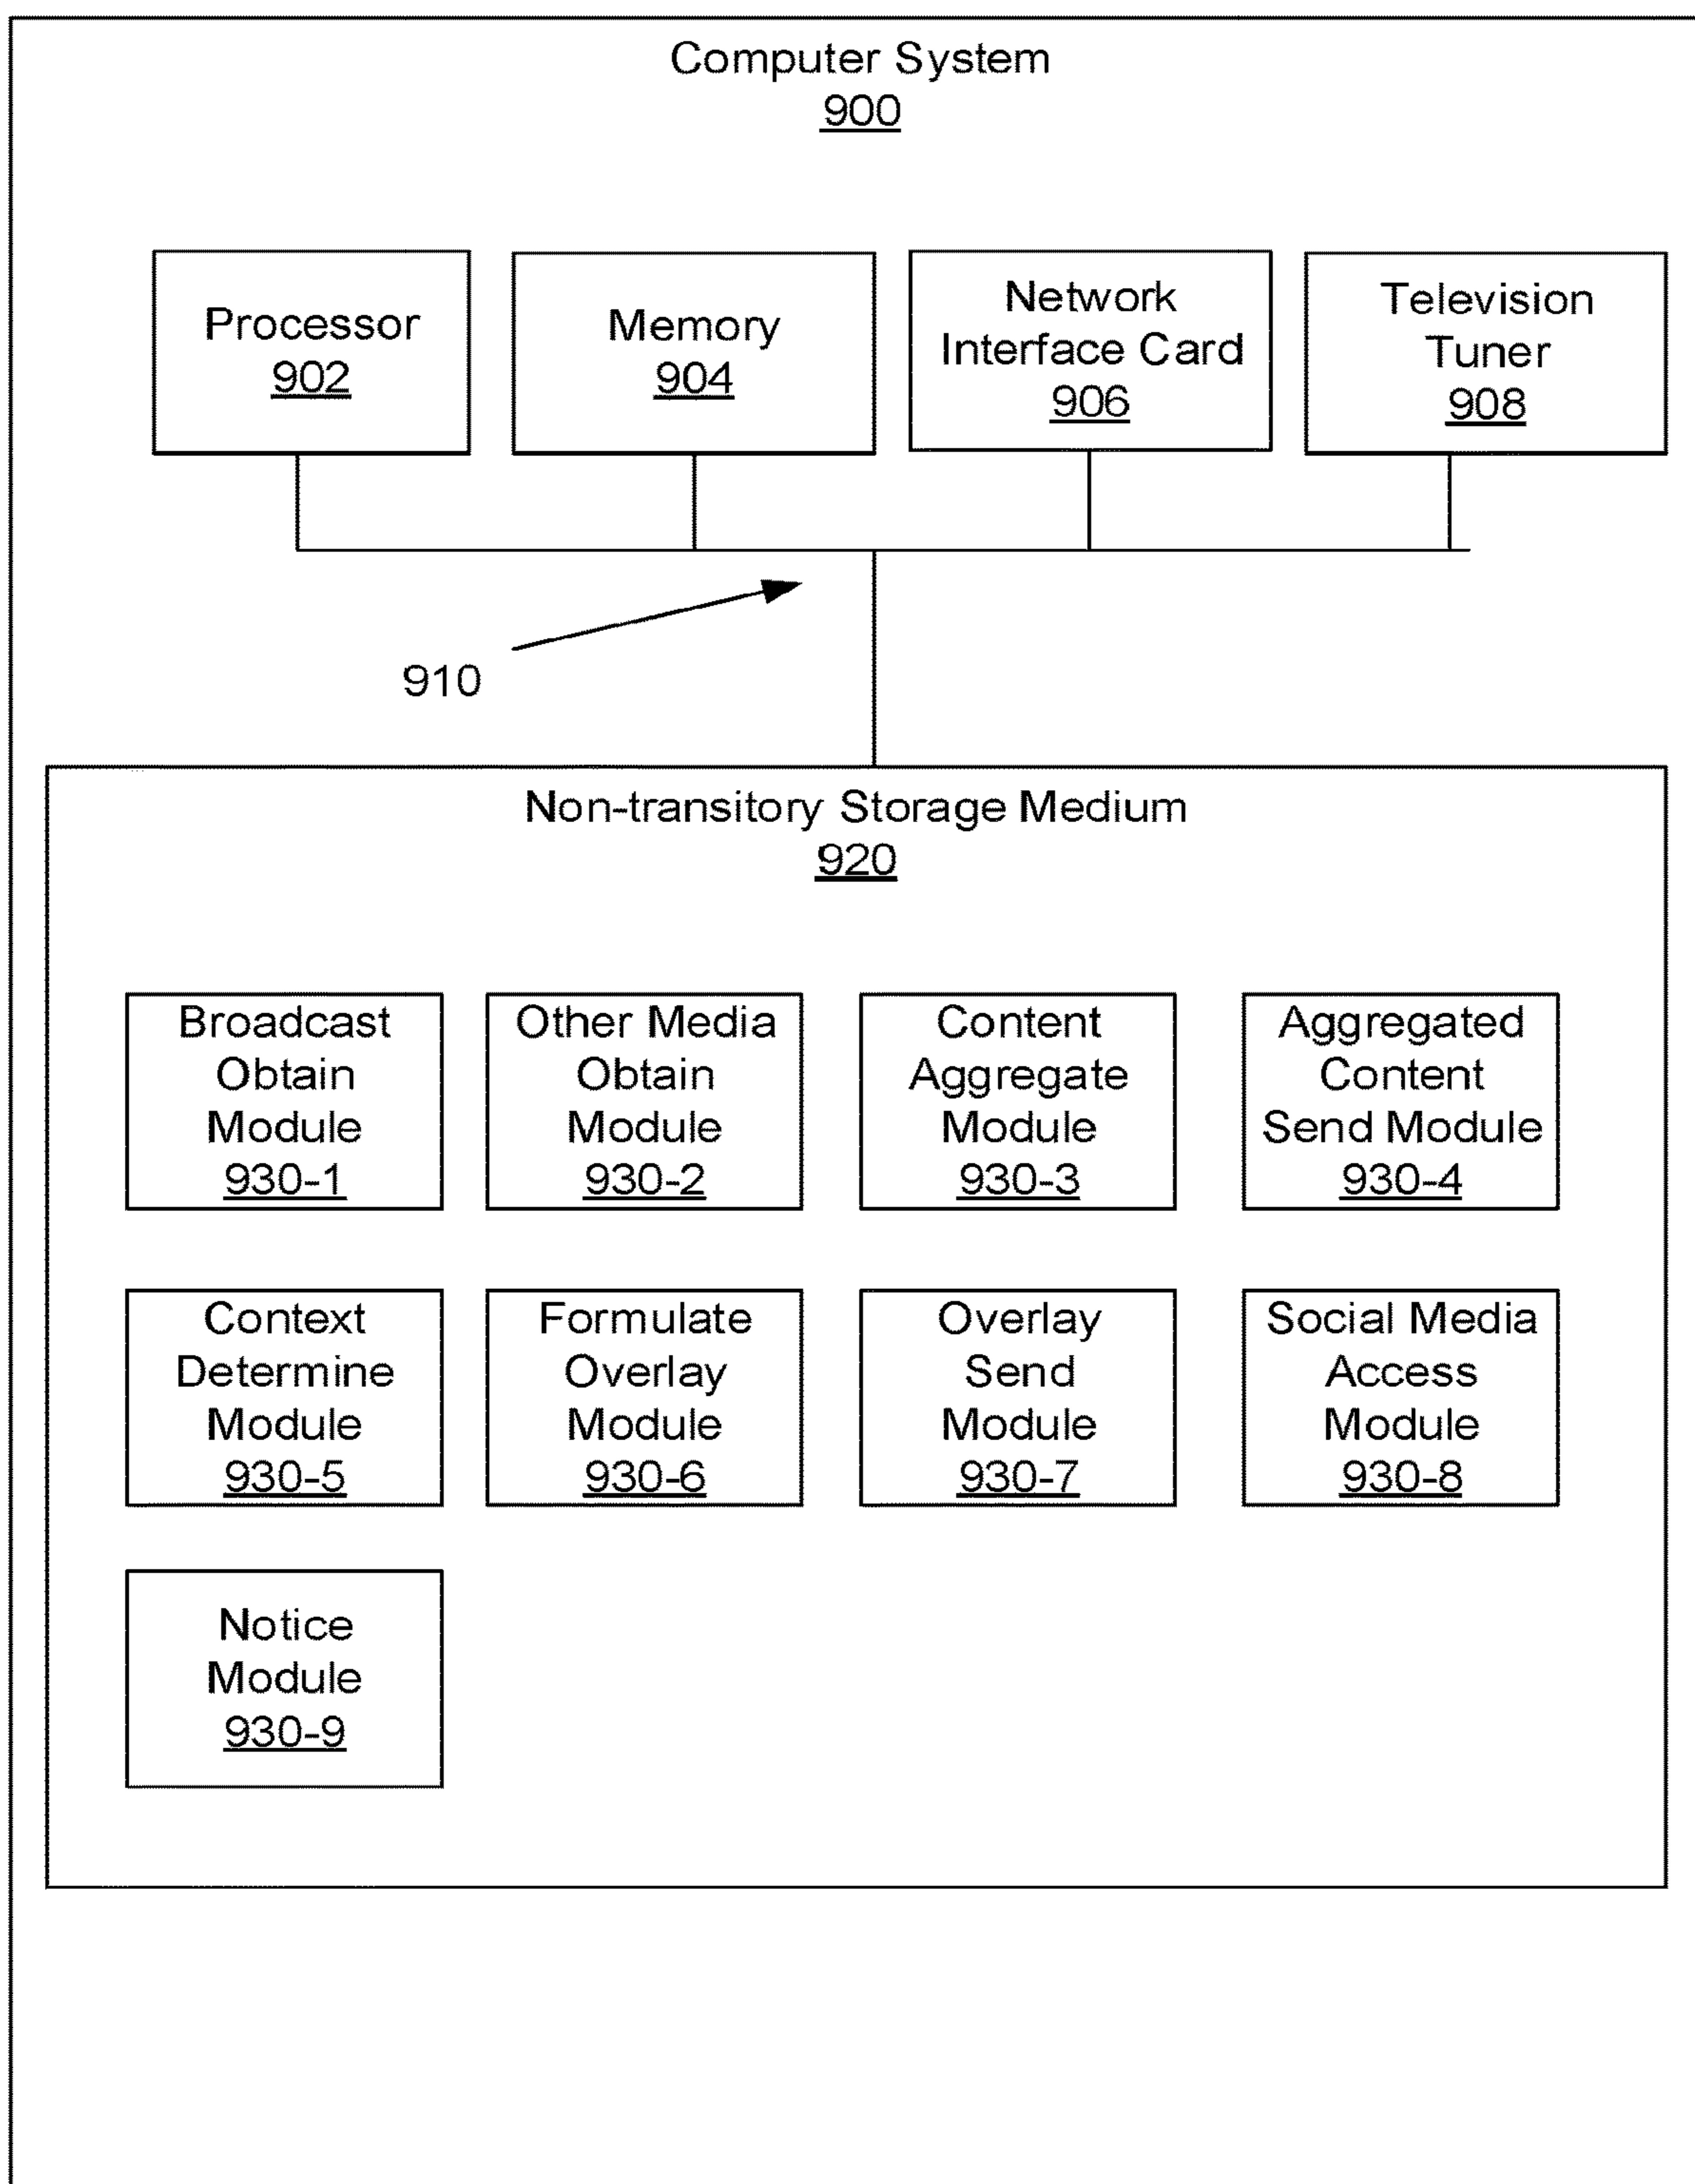 Computer System
900
Processor
902
Memory
904
Network
Interface Card
906
Television
Tuner
908
910
Non-transitory Storage Medium
920
Broadcast
Obtain
Module
930-1
Other Media
Obtain
Module
930-2
Content
Aggregate
Module
930-3
Aggregated
Content
Send Module
930-4
Context
Determine
Module
930-5
Formulate
Overlay
Module
930-6
Overlay
Send
Module
930-7
Social Media
Access
Module
930-8
Notice
Module
930-9